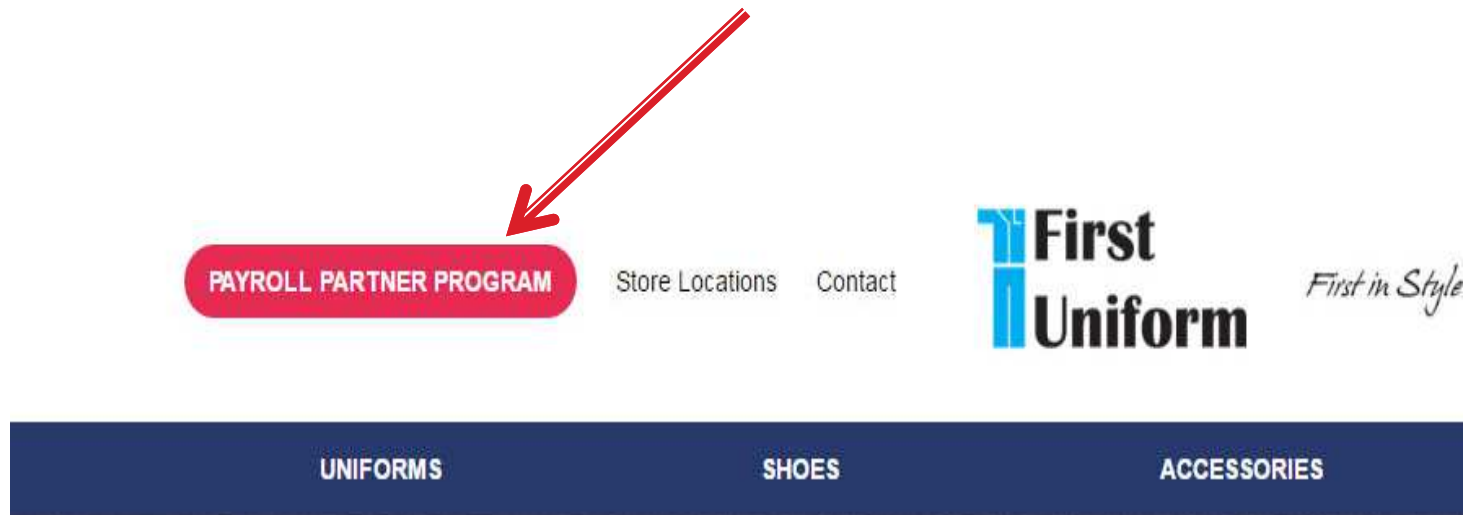 PAYROLL PARTNER PROGRAM Store Locations Contact
First
Uniform
First in Style
UNIFORMS SHOES ACCESSORIES